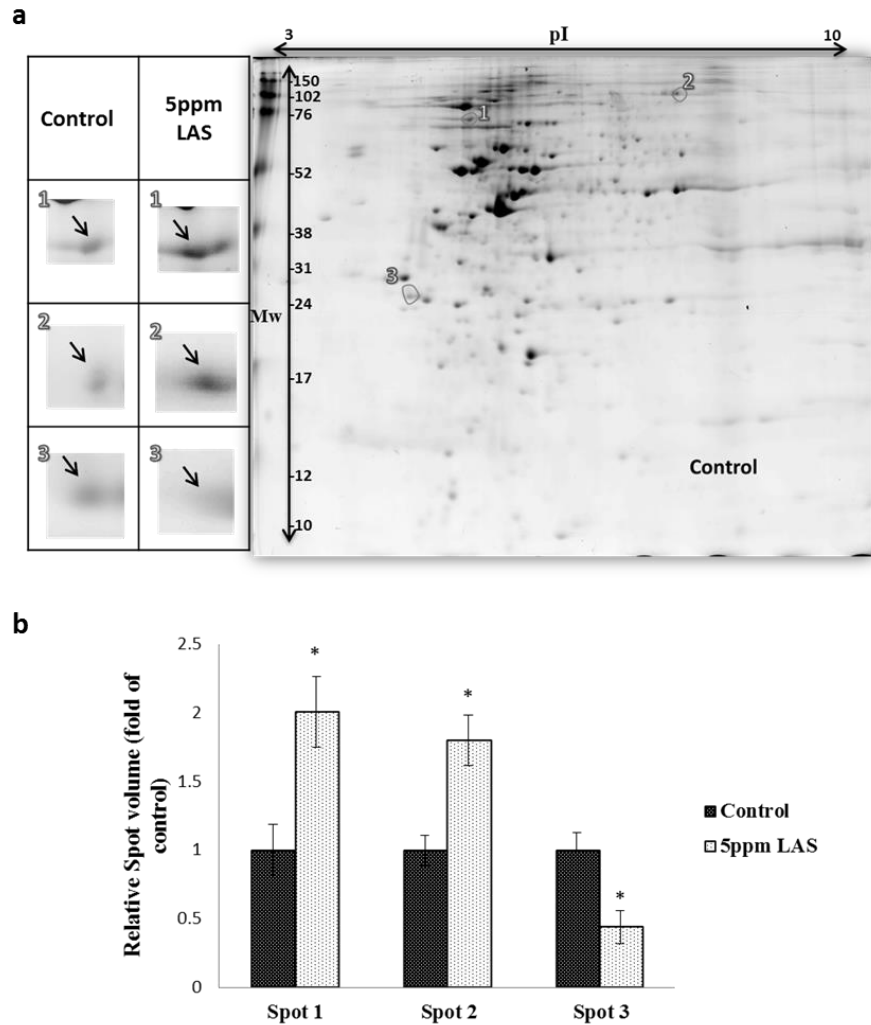 a
3 pI 10
Control 5ppm LAS
1 1
2 2
3 3
-150
-102
-76
-52
-38
-31
-24
Mw
-17
-12
-10
1
2
3
Control
b
Relative Spot volume (fold of
control)
2.5
2
1.5
1
0.5
0
*
*
*
Spot 1 Spot 2 Spot 3
Control
5ppm LAS